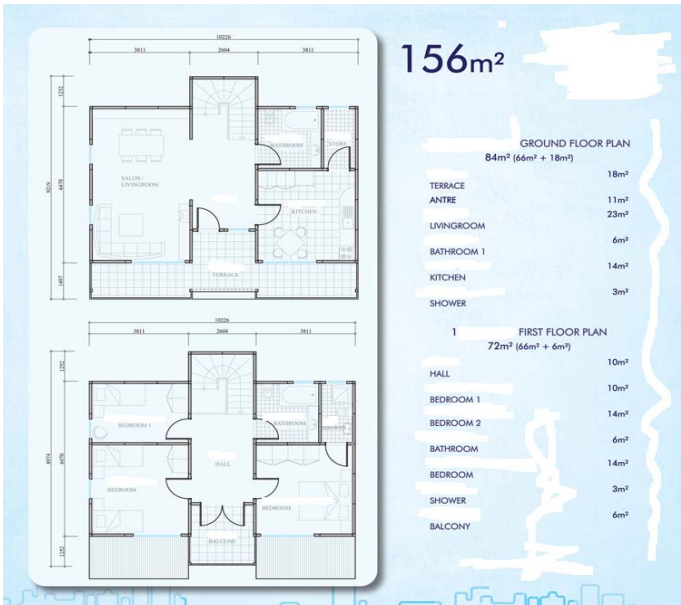 156m²
GROUND FLOOR PLAN
84m² (66m² + 18m²)
18m²
TERRACE
ANTRE 11m²
23m²
LIVINGROOM
6m²
BATHROOM 1
14m²
KITCHEN
3m²
SHOWER
1 FIRST FLOOR PLAN
72m² (66m² + 6m²)
10m²
HALL
10m²
BEDROOM 1
14m²
BEDROOM 2
6m²
BATHROOM
14m²
BEDROOM
3m²
SHOWER
6m²
BALCONY
10226
3811 2604 3811
1252
6470
9219
1497
BATHROOM
STORE
SALON /
LIVINGROOM
KITCHEN
TERRACE
10226
3811 2604 3811
1252
6470
8974
1252
BEDROOM 1
BATHROOM
SHOWER
HALL
BEDROOM
BEDROOM
BALCONY